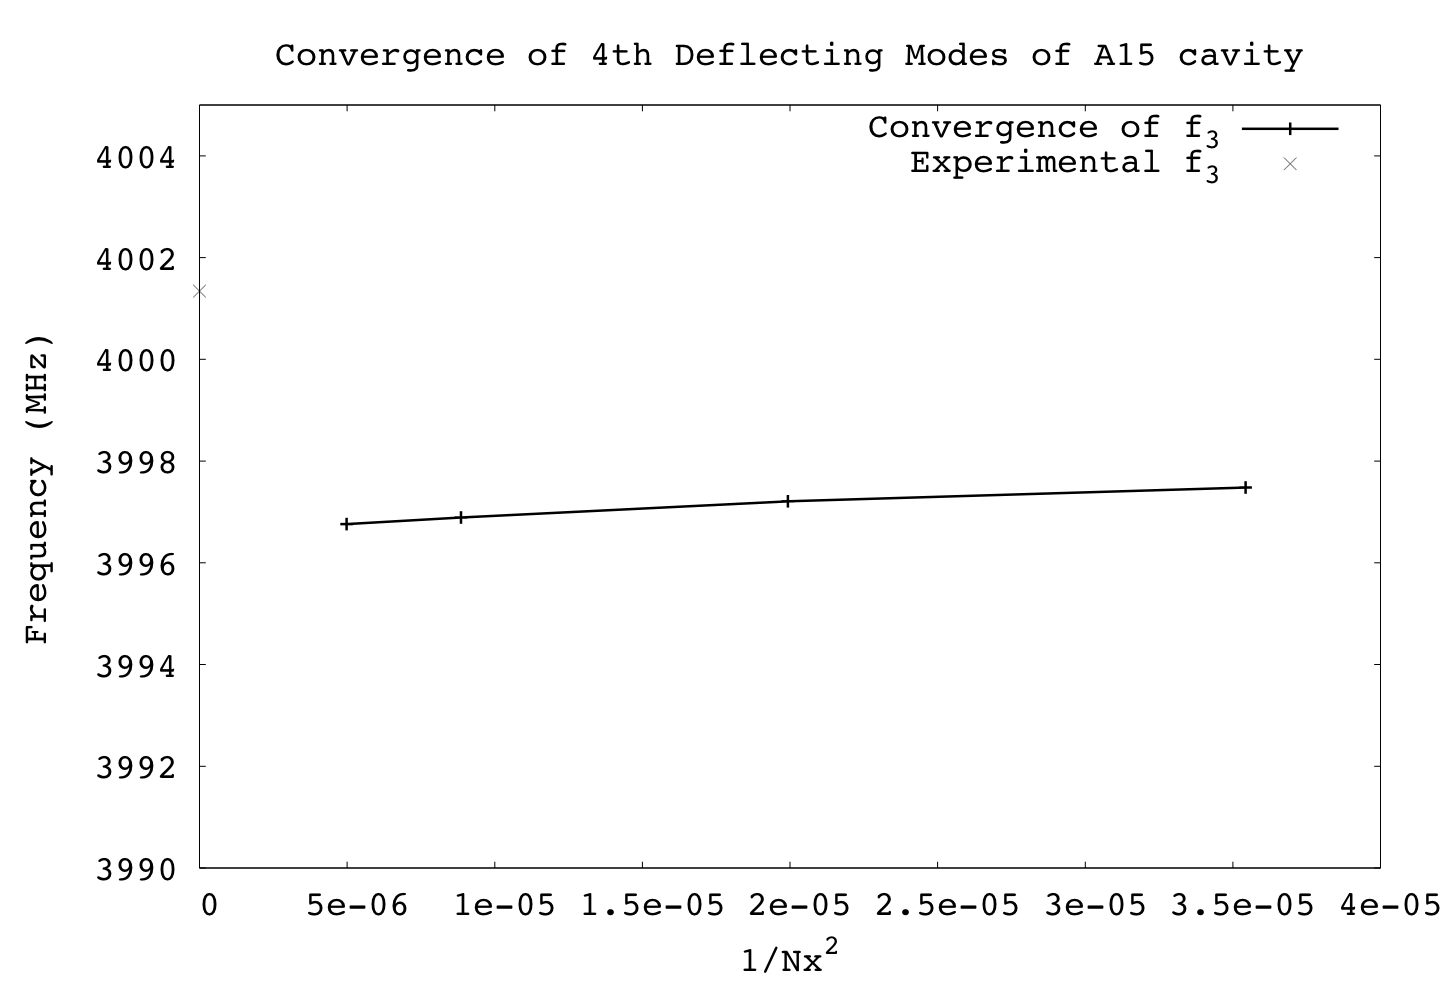 Convergence of 4th Deflecting Modes of A15 cavity
Convergence of f3
Experimental f3
4004
4002
4000
3998
3996
3994
3992
3990
Frequency (MHz)
0 5e-06 1e-05 1.5e-05 2e-05 2.5e-05 3e-05 3.5e-05 4e-05
1/Nx2